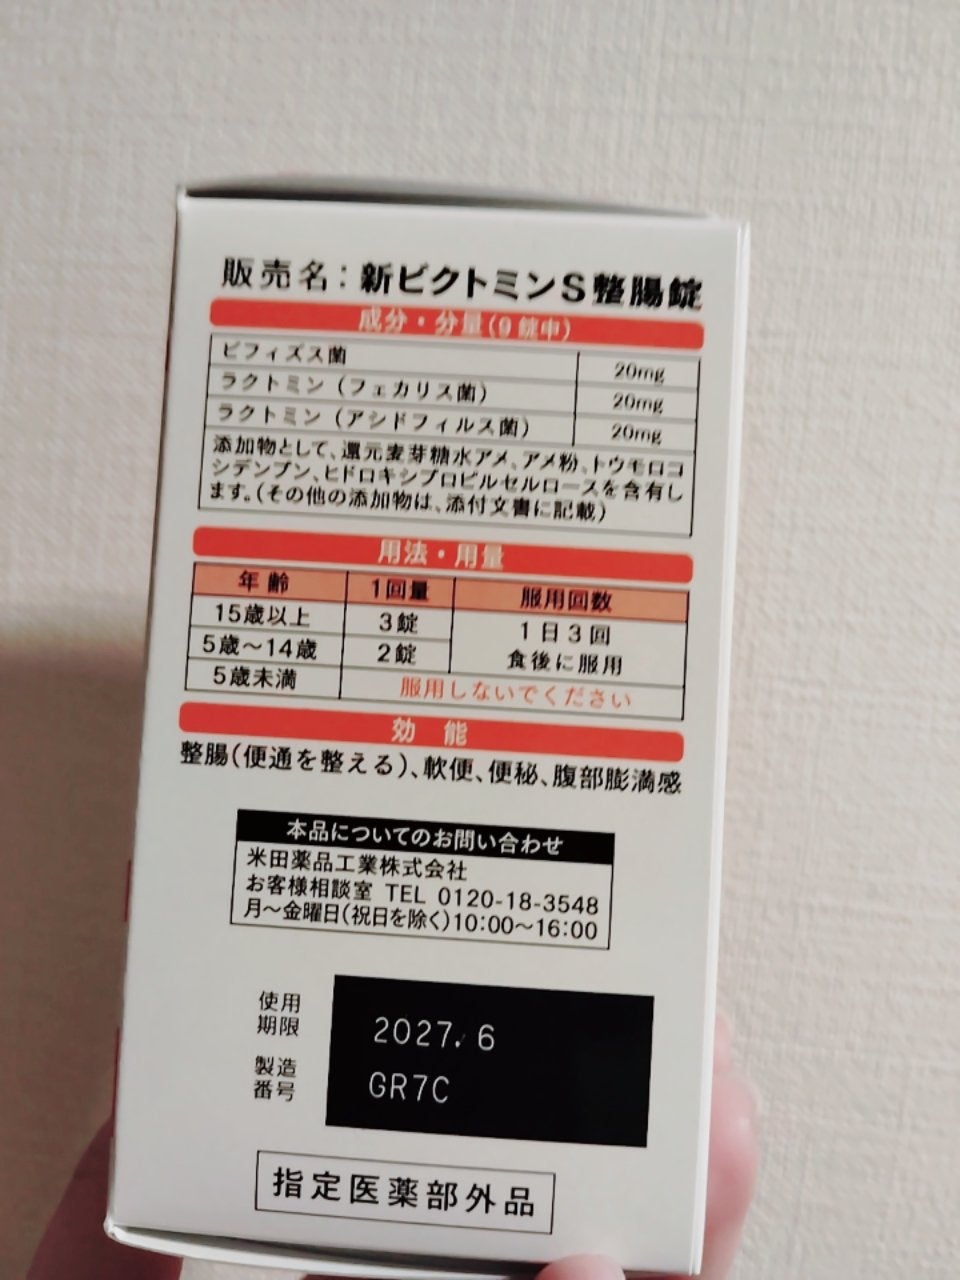 販売名：新ビクトミンS整腸錠
成分・分量(9錠中)
ビフィズス菌 20mg
ラクトミン（フェカリス菌） 20mg
ラクトミン（アシドフィルス菌） 20mg
添加物として、還元麦芽糖水アメ、アメ粉、トウモロコ
シデンプン、ヒドロキシプロピルセルロースを含有し
ます。(その他の添加物は、添付文書に記載)
用法・用量
年齢 1回量 服用回数
15歳以上 3錠 1日3回
5歳〜14歳 2錠 食後に服用
5歳未満 服用しないでください
効能
整腸(便通を整える)、軟便、便秘、腹部膨満感
本品についてのお問い合わせ
米田薬品工業株式会社
お客様相談室 TEL 0120-18-3548
月〜金曜日(祝日を除く)10:00〜16:00
使用
期限 2027.6
製造
番号 GR7C
指定医薬部外品